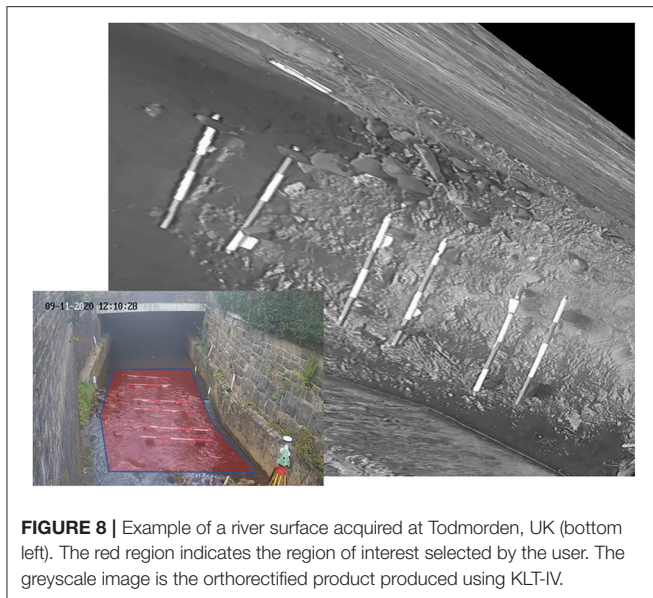 09-11-2020 12:10:28
FIGURE 8 | Example of a river surface acquired at Todmorden, UK (bottom
left). The red region indicates the region of interest selected by the user. The
greyscale image is the orthorectified product produced using KLT-IV.